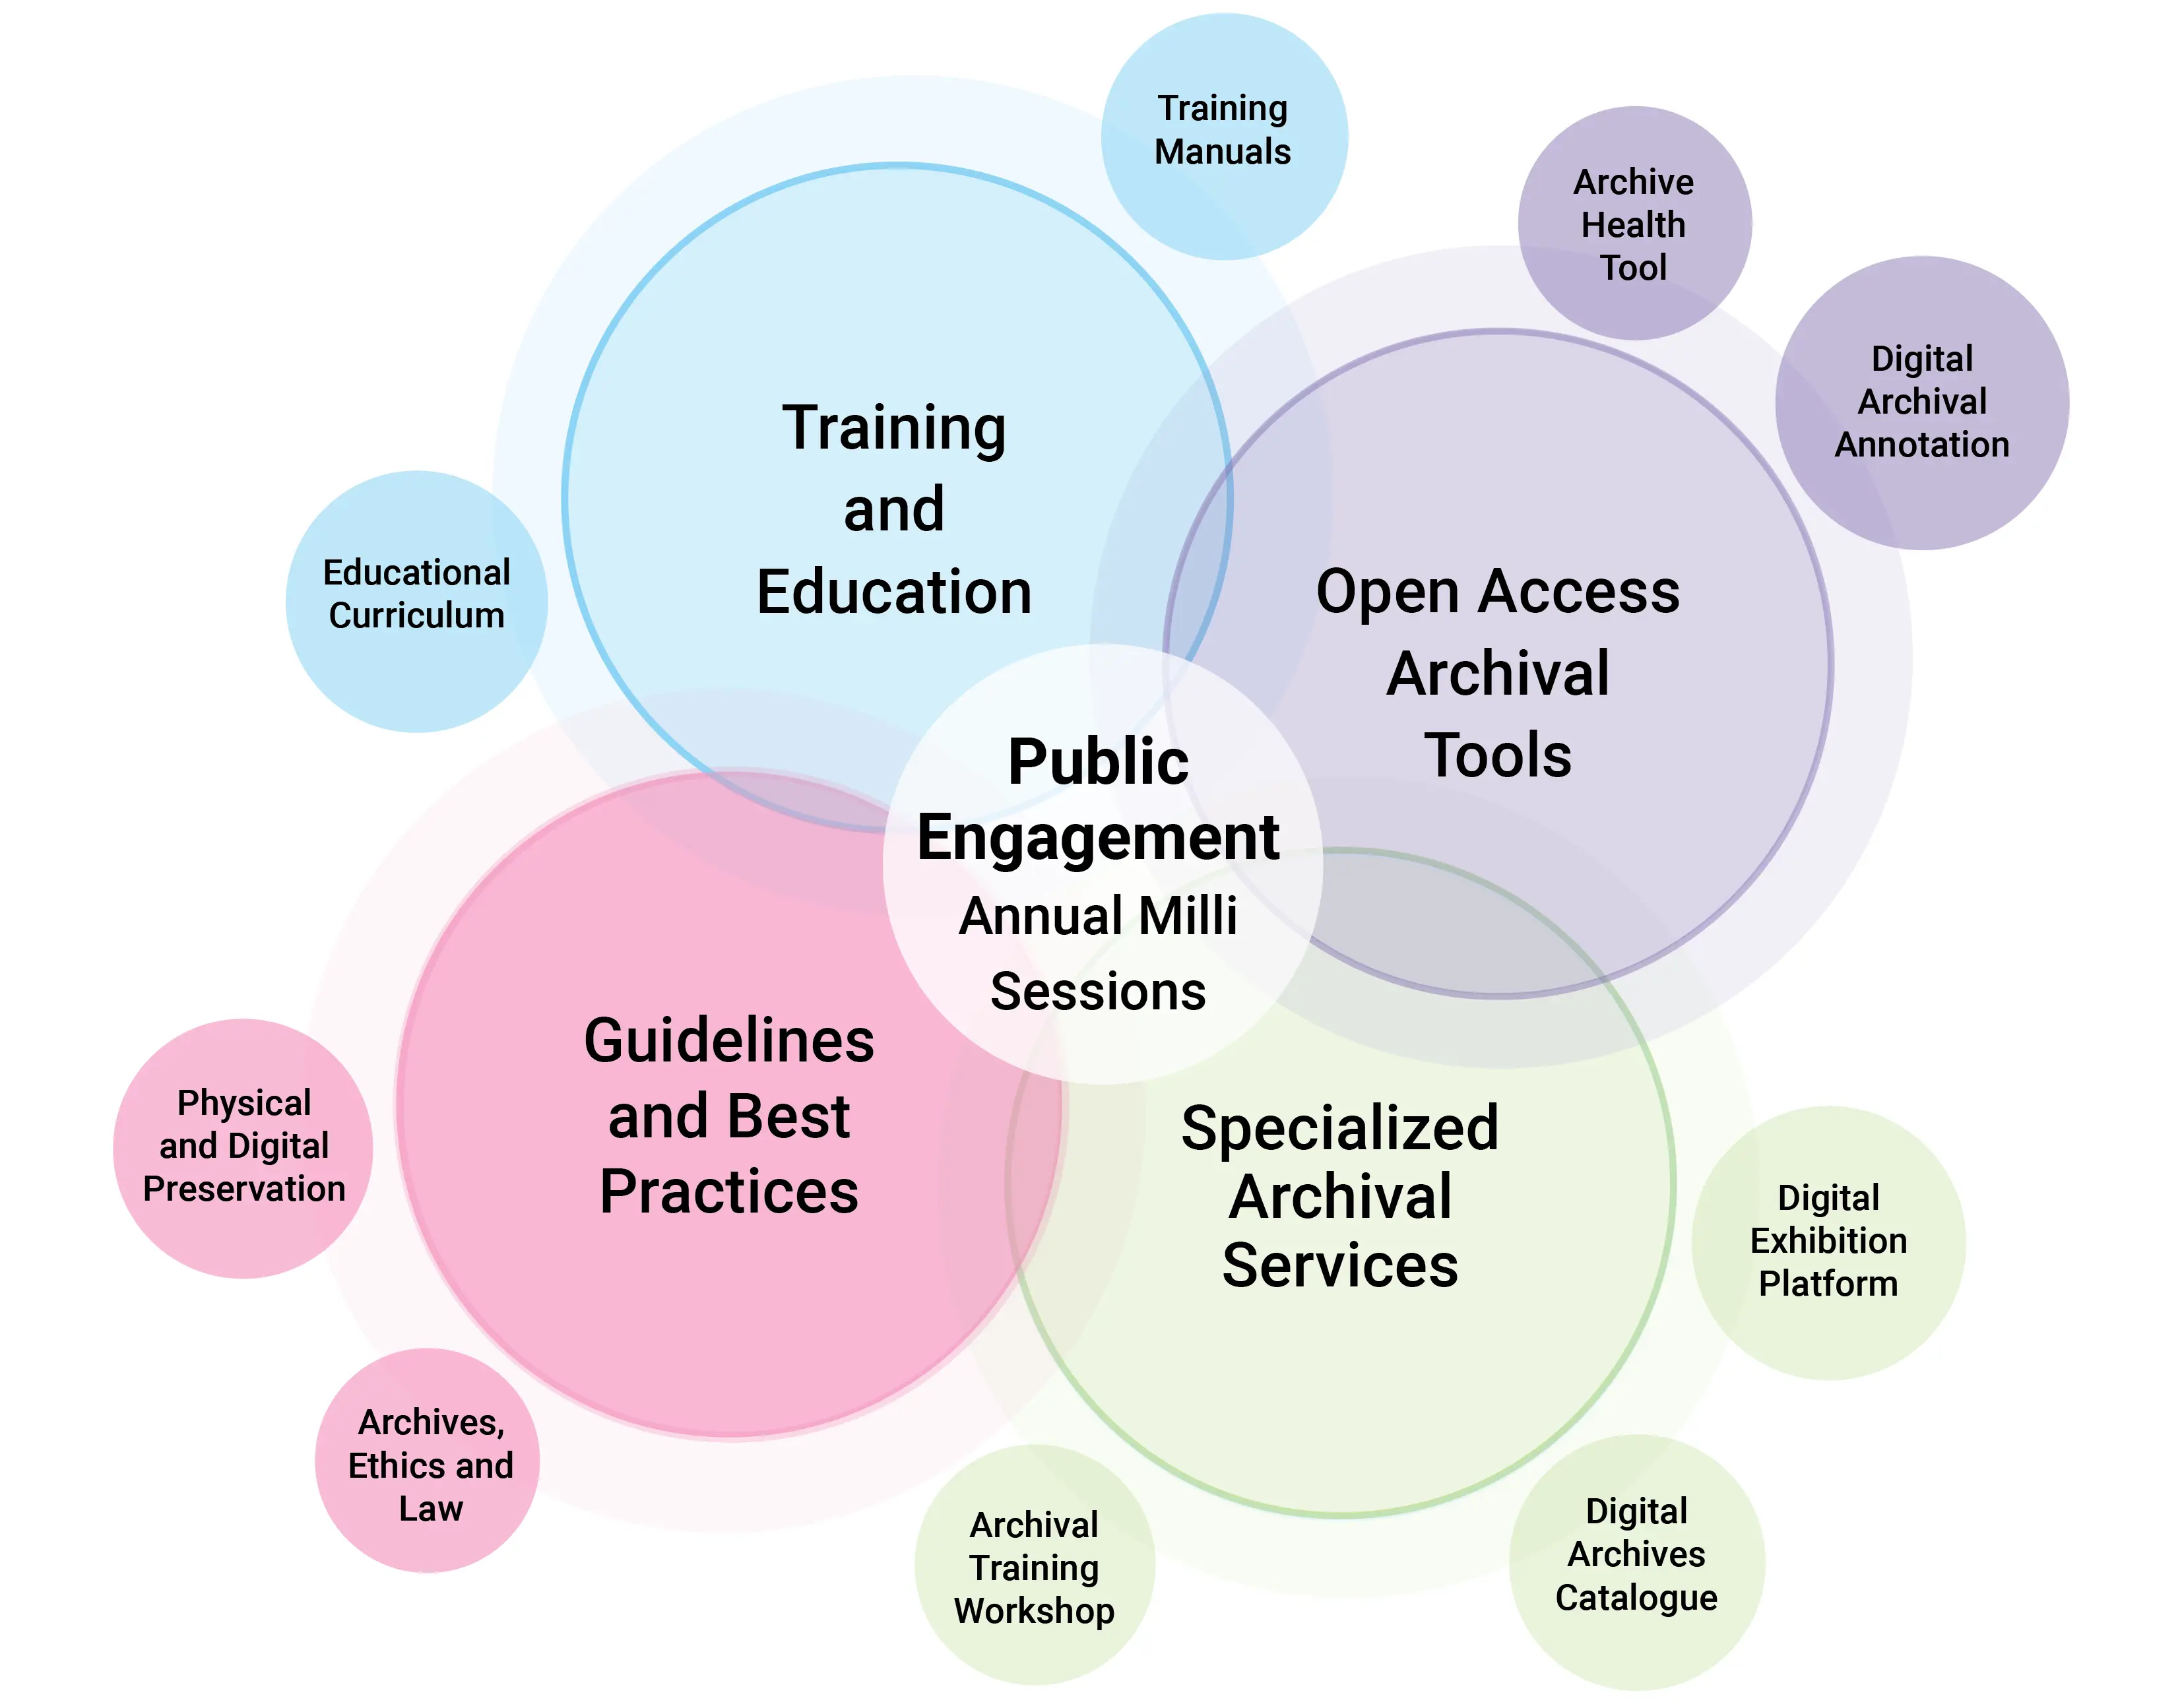 Training
Manuals
Archive
Health
Tool
Digital
Archival
Annotation
Training
and
Education
Educational
Curriculum
Open Access
Archival
Tools
Public
Engagement
Annual Milli
Sessions
Guidelines
and Best
Practices
Physical
and Digital
Preservation
Archives,
Ethics and
Law
Specialized
Archival
Services
Digital
Exhibition
Platform
Archival
Training
Workshop
Digital
Archives
Catalogue